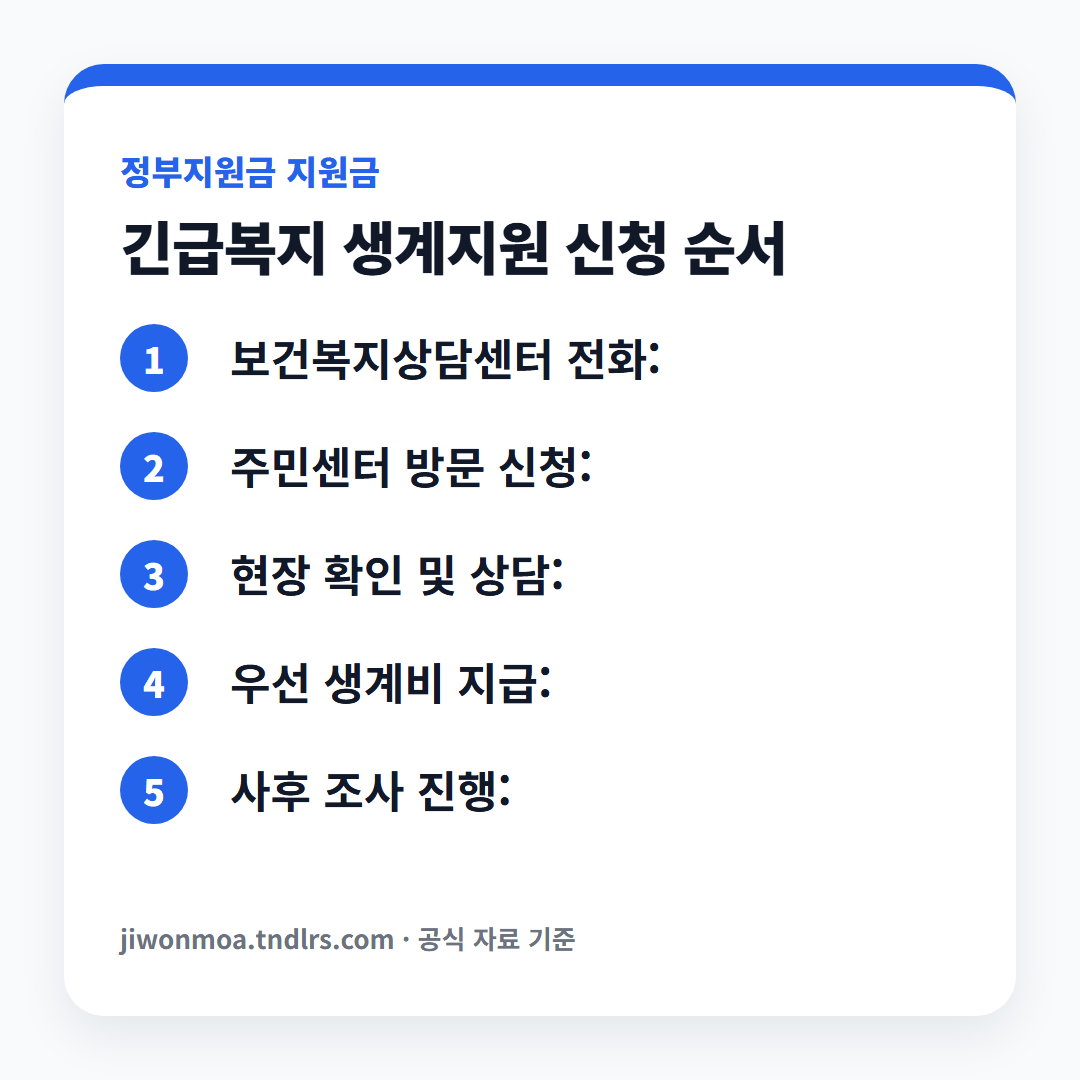 정부지원금 지원금
긴급복지 생계지원 신청 순서
1 보건복지상담센터 전화:
2 주민센터 방문 신청:
3 현장 확인 및 상담:
4 우선 생계비 지급:
5 사후 조사 진행:
jiwonmoa.tndlrs.com · 공식 자료 기준